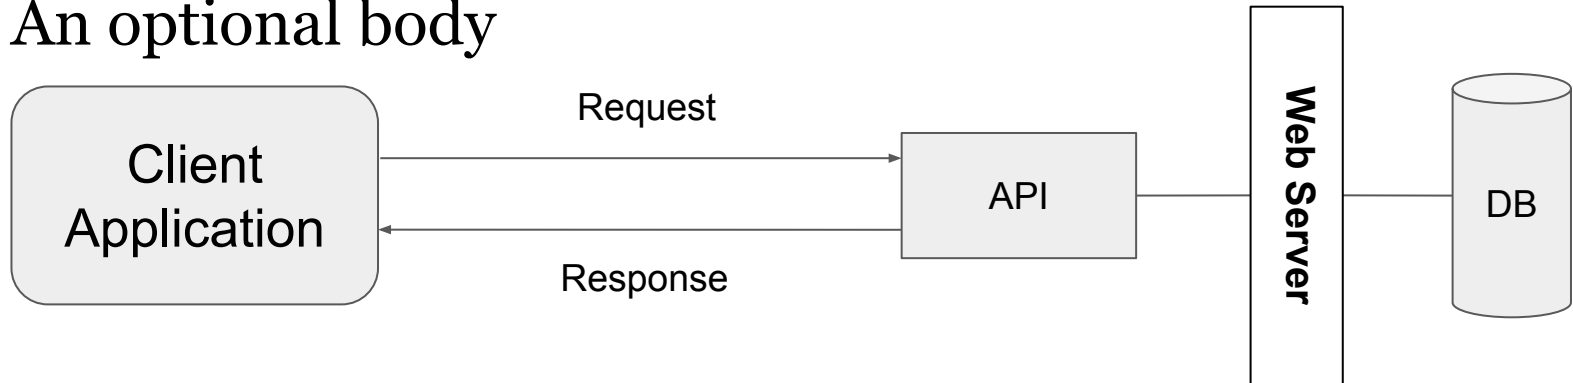 An optional body
Request
Client
Application
API
Web Server
DB
Response